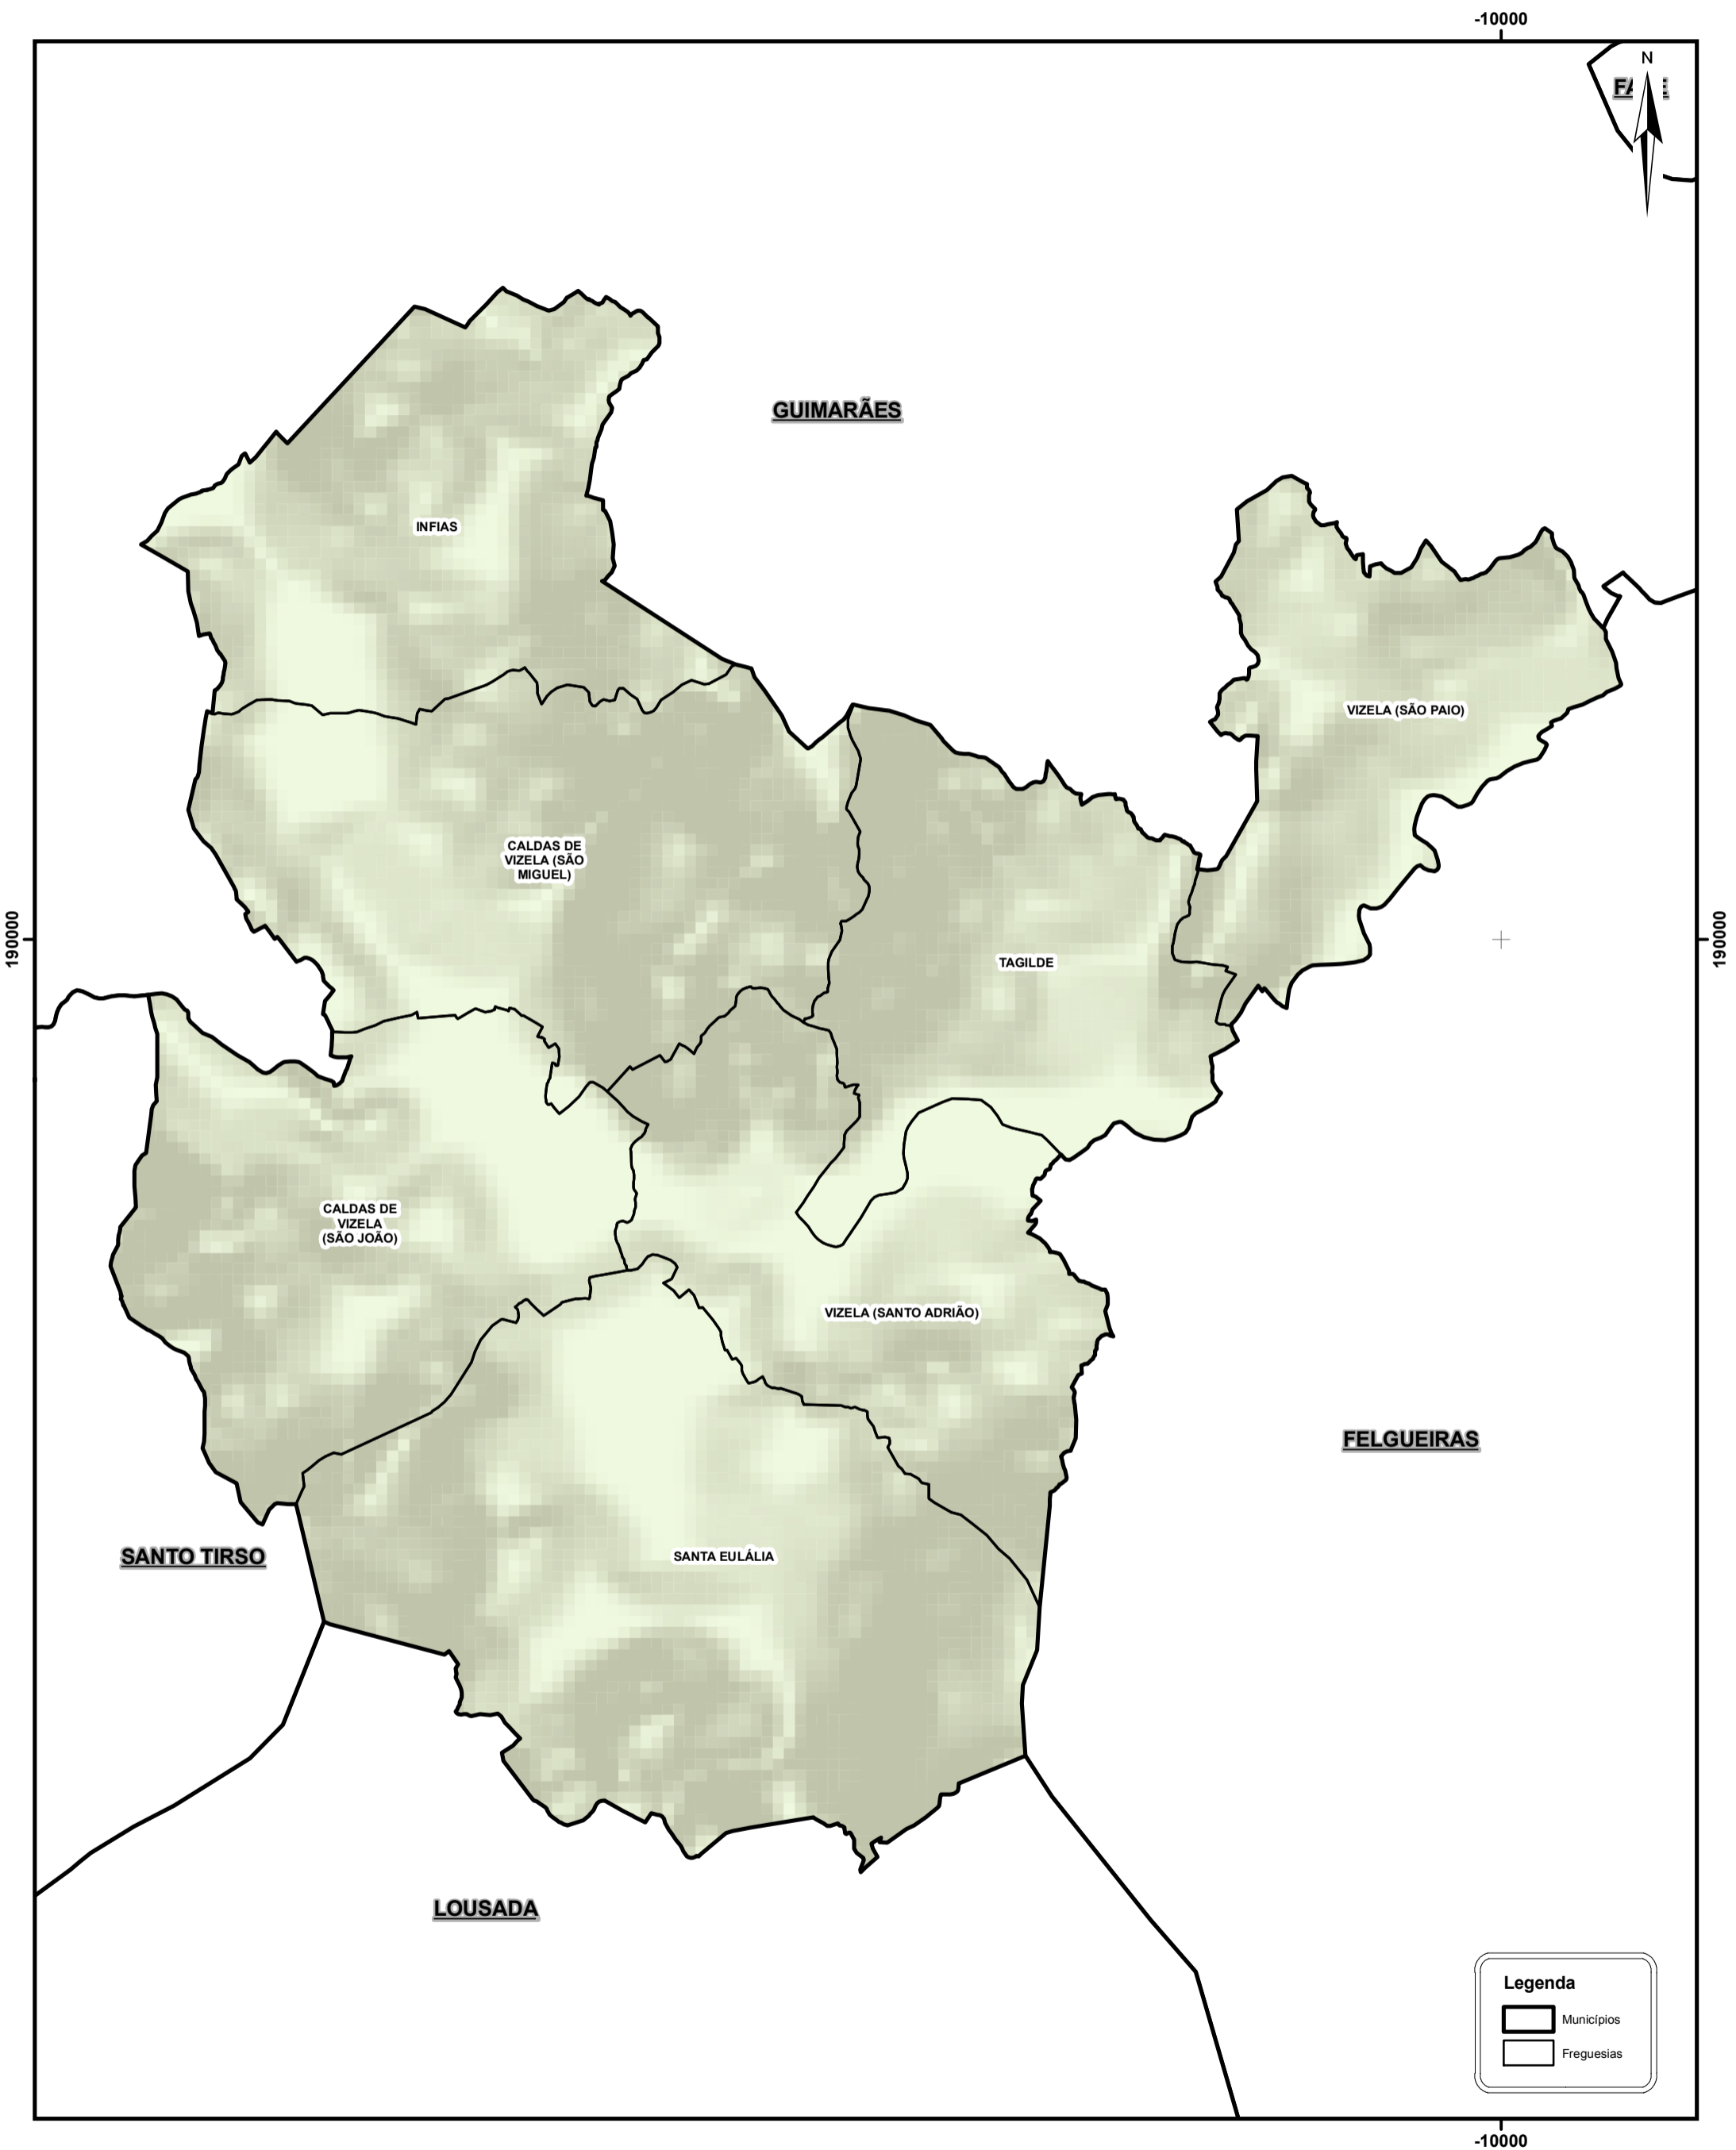 -10000
N
GUIMARÃES
INFIAS
VIZELA (SÃO PAIO)
CALDAS DE
VIZELA (SÃO
MIGUEL)
190000
190000
TAGILDE
CALDAS DE
VIZELA
(SÃO JOÃO)
VIZELA (SANTO ADRIÃO)
FELGUEIRAS
SANTO TIRSO
SANTA EULÁLIA
LOUSADA
Legenda
Municípios
Freguesias
-10000